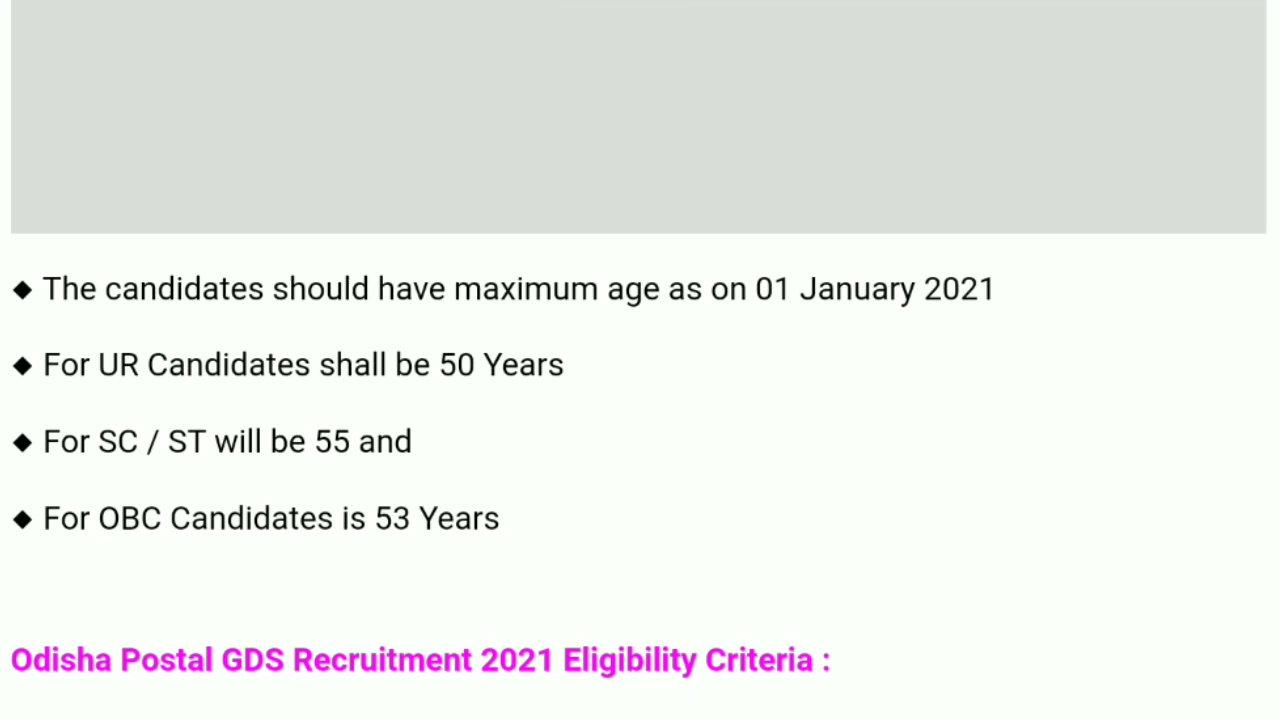 ◆ The candidates should have maximum age as on 01 January 2021
◆ For UR Candidates shall be 50 Years
◆ For SC / ST will be 55 and
◆ For OBC Candidates is 53 Years
Odisha Postal GDS Recruitment 2021 Eligibility Criteria :